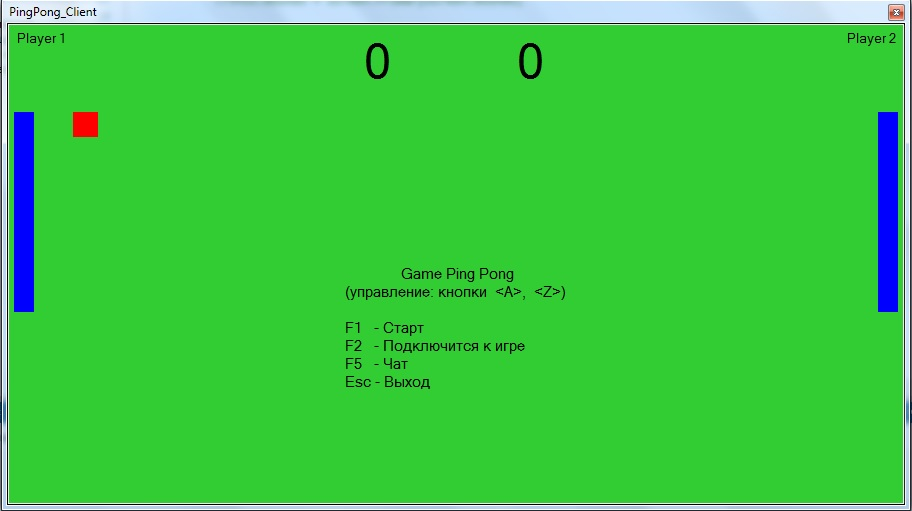 PingPong_Client
Player 1
Player 2
0 0
Game Ping Pong
(управление: кнопки <A>, <Z>)
F1 - Старт
F2 - Подключится к игре
F5 - Чат
Esc - Выход